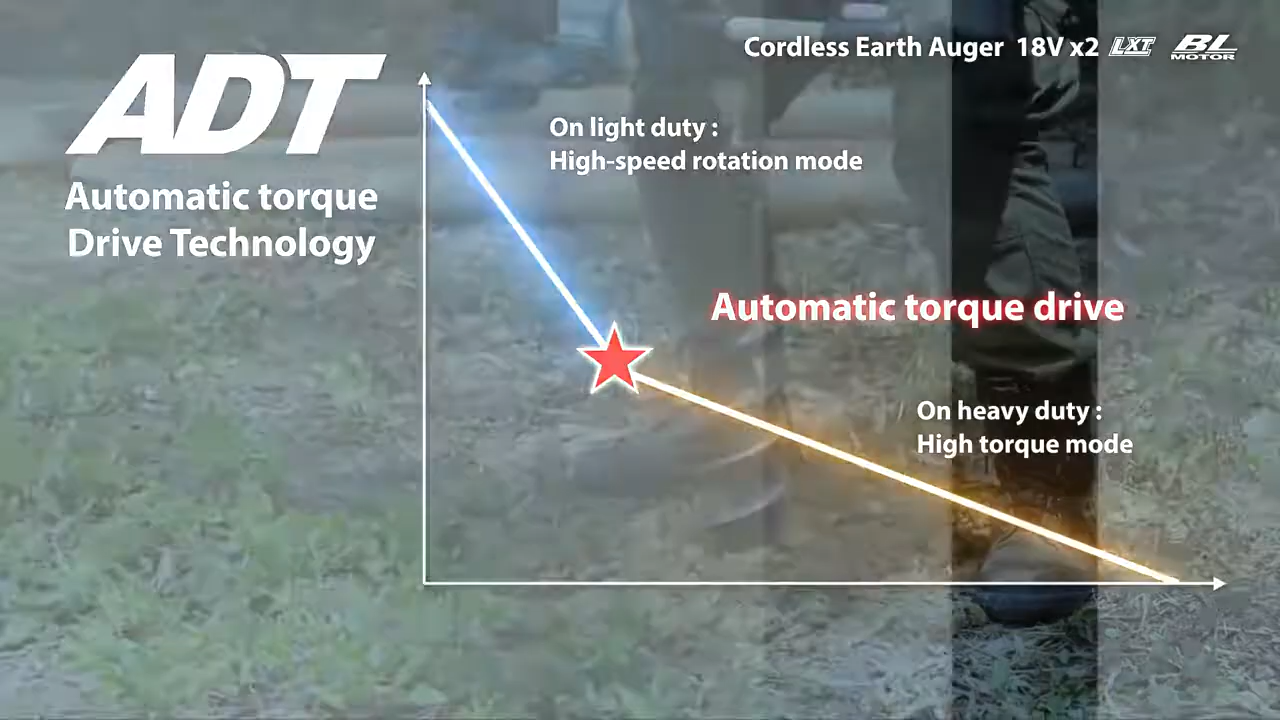 Cordless Earth Auger 18V x2 LXT BL MOTOR
ADT
Automatic torque
Drive Technology
On light duty :
High-speed rotation mode
Automatic torque drive
On heavy duty :
High torque mode